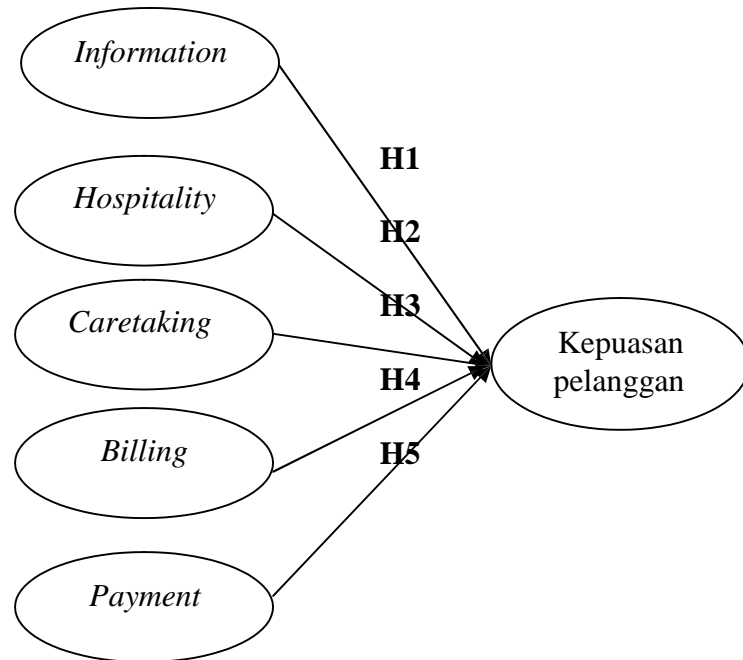 Information
H1
Hospitality
H2
H3
Caretaking
Kepuasan
pelanggan
H4
Billing
H5
Payment